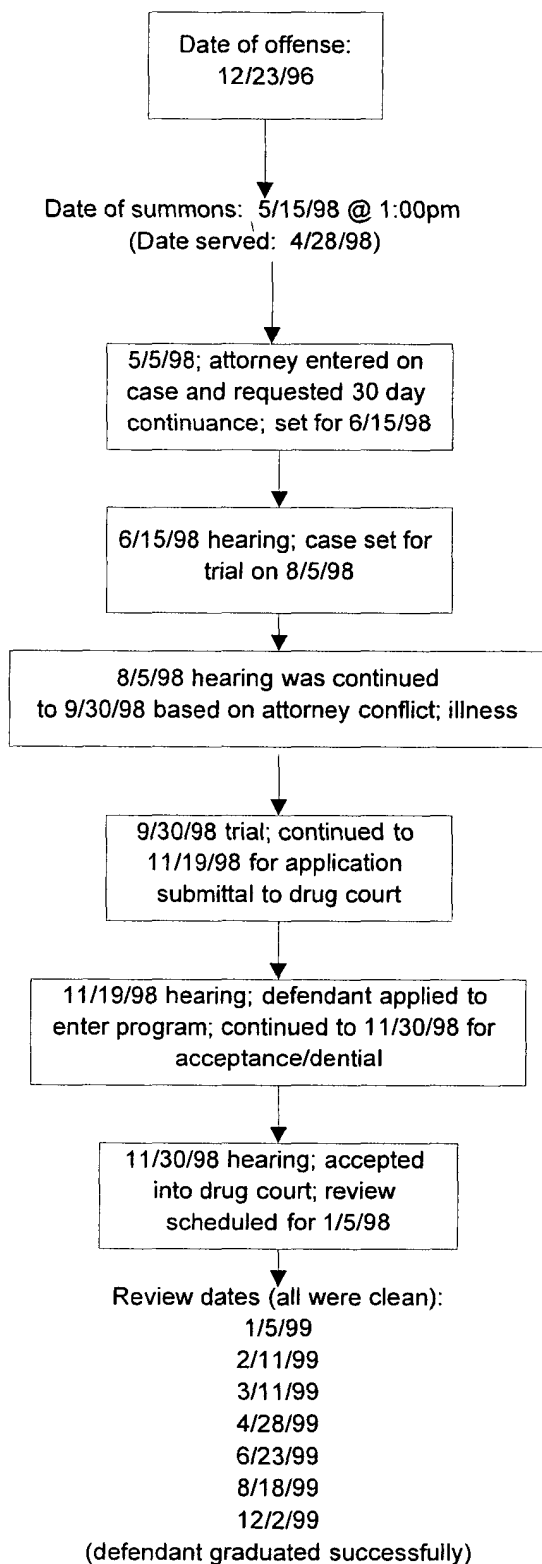 Date of offense:
12/23/96
Date of summons: 5/15/98 @ 1:00pm
(Date served: 4/28/98)
5/5/98; attorney entered on
case and requested 30 day
continuance; set for 6/15/98
6/15/98 hearing; case set for
trial on 8/5/98
8/5/98 hearing was continued
to 9/30/98 based on attorney conflict; illness
9/30/98 trial; continued to
11/19/98 for application
submittal to drug court
11/19/98 hearing; defendant applied to
enter program; continued to 11/30/98 for
acceptance/dential
11/30/98 hearing; accepted
into drug court; review
scheduled for 1/5/98
Review dates (all were clean):
1/5/99
2/11/99
3/11/99
4/28/99
6/23/99
8/18/99
12/2/99
(defendant graduated successfully)